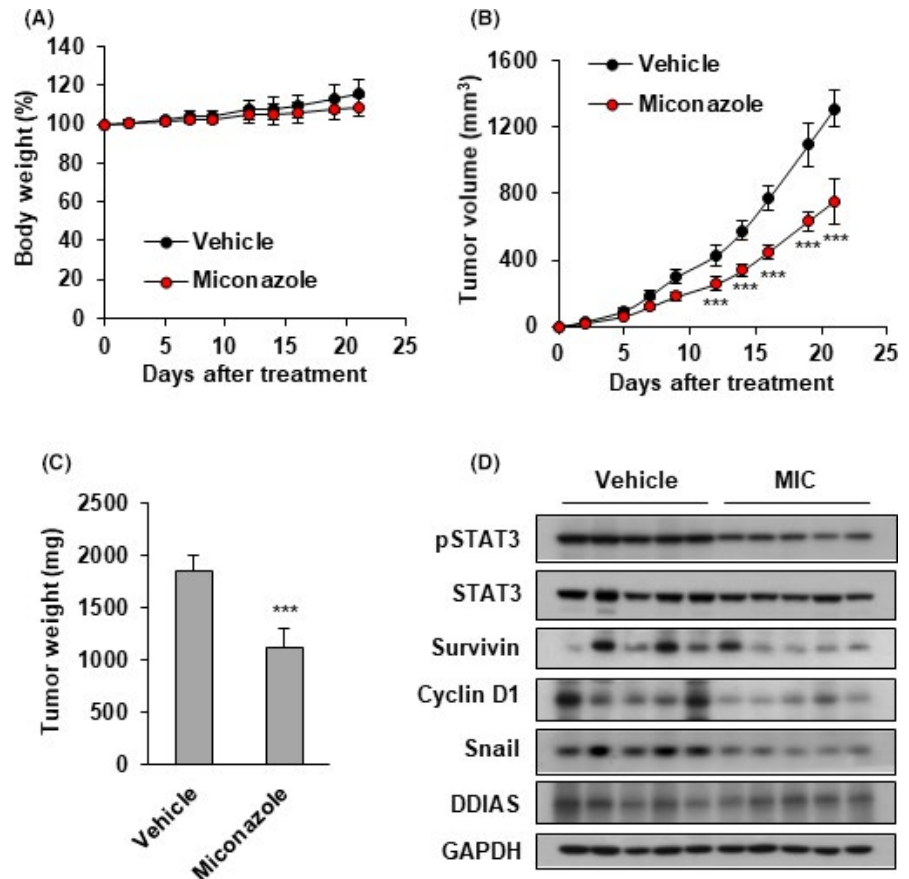 (A)
140
120
100
80
60
40
20
0
Body weight (%)
Vehicle
Miconazole
0 5 10 15 20 25
Days after treatment
(B)
1600
1200
800
400
0
Tumor volume (mm³)
Vehicle
Miconazole
*** *** *** *** ***
0 5 10 15 20 25
Days after treatment
(C)
2500
2000
1500
1000
500
0
Tumor weight (mg)
***
Vehicle
Miconazole
(D)
Vehicle MIC
pSTAT3
STAT3
Survivin
Cyclin D1
Snail
DDIAS
GAPDH